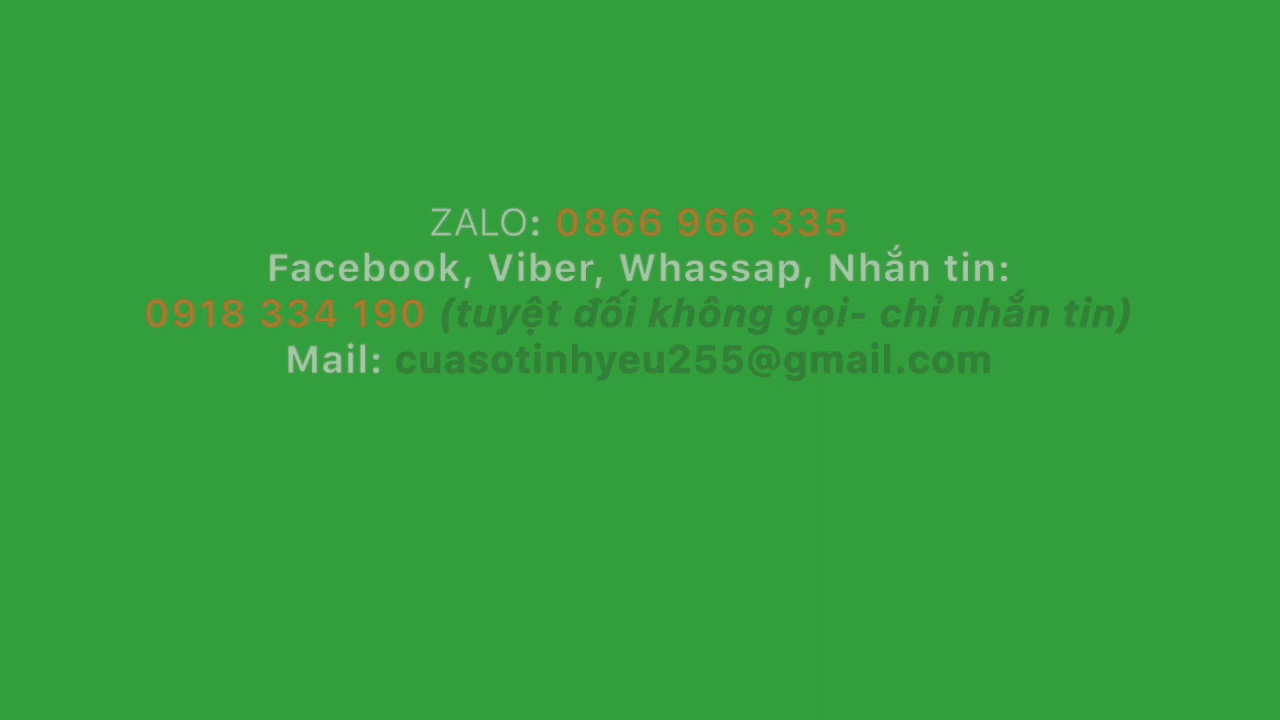 ZALO: 0866 966 335
Facebook, Viber, Whassap, Nhắn tin:
0918 334 190 (tuyệt đối không gọi- chỉ nhắn tin)
Mail: cuasotinhyeu255@gmail.com